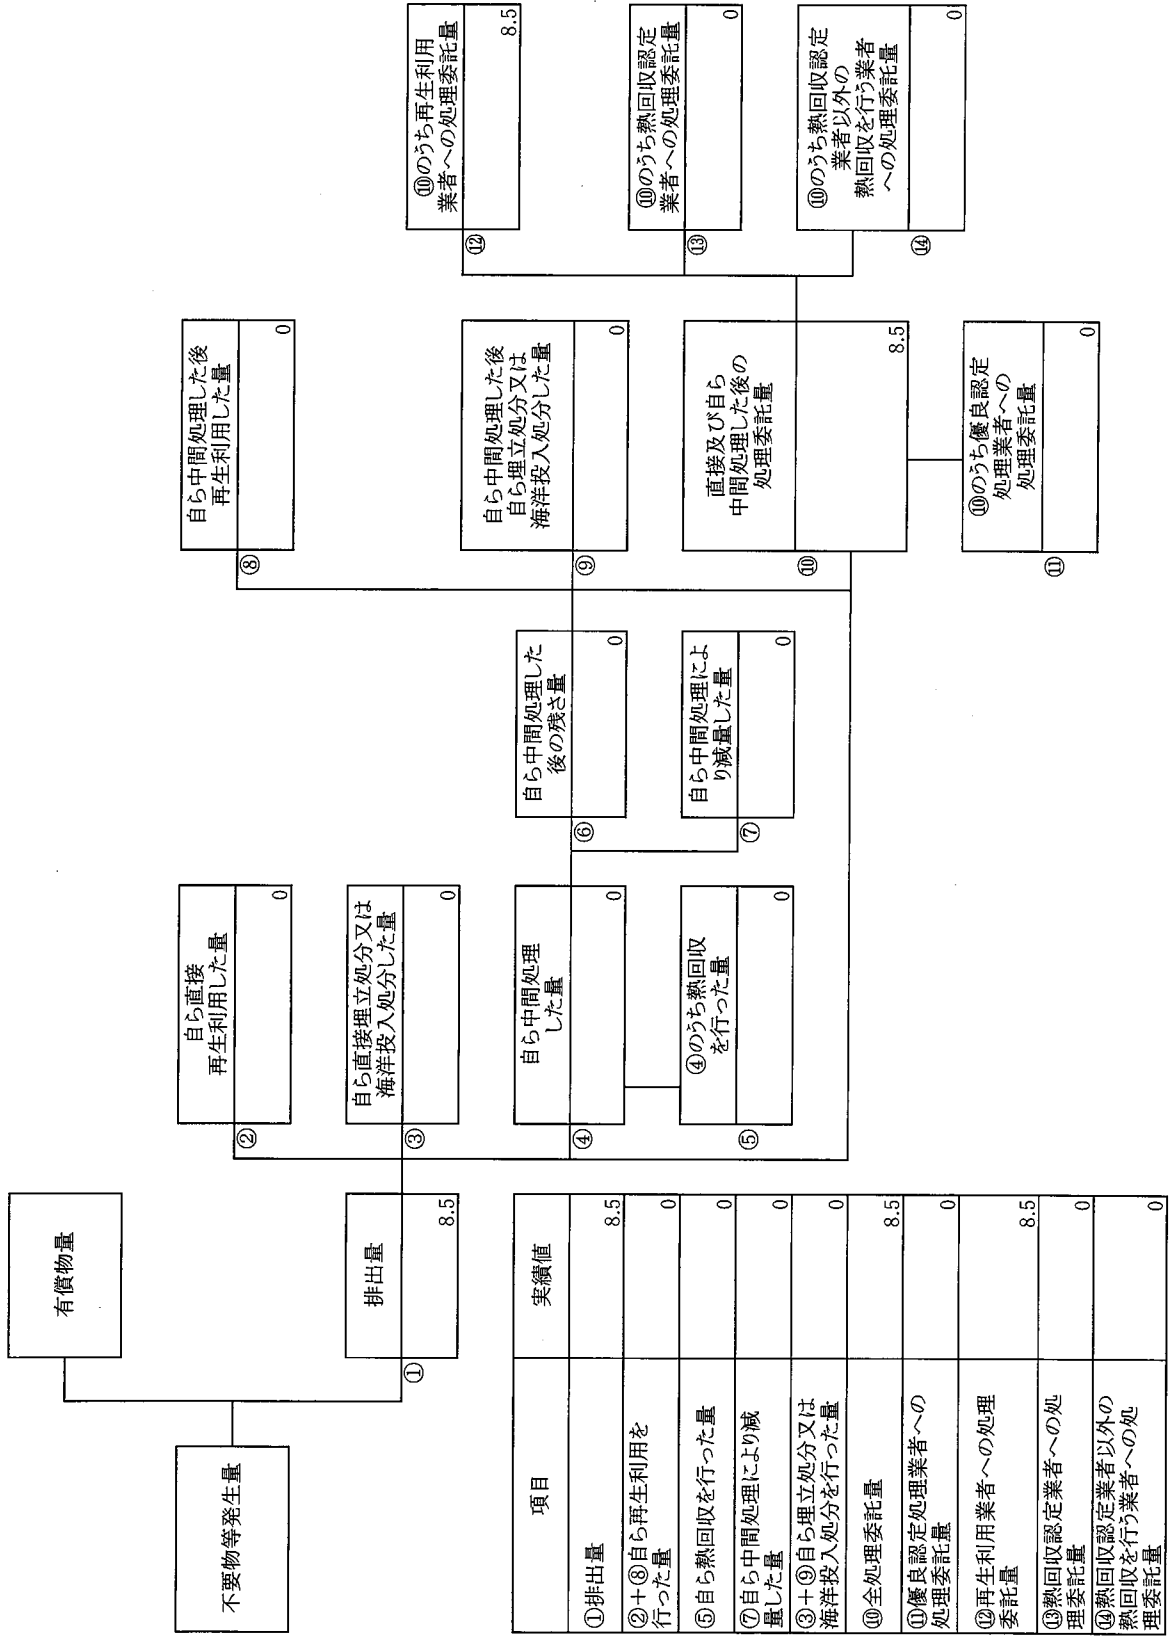 不要物等発生量
有償物量
①
排出量
8.5
②
自ら直接
再生利用した量
0
③
自ら直接埋立処分又は
海洋投入処分した量
0
④
自ら中間処理
した量
0
⑤
④のうち熱回収
を行った量
0
⑥
自ら中間処理した
後の残さ量
0
⑦
自ら中間処理によ
り減量した量
0
⑧
自ら中間処理した後
再生利用した量
0
⑨
自ら中間処理した後
自ら埋立処分又は
海洋投入処分した量
0
⑩
直接及び自ら
中間処理した後の
処理委託量
8.5
⑪
⑩のうち優良認定
処理業者への
処理委託量
0
⑫
⑩のうち再生利用
業者への処理委託量
8.5
⑬
⑩のうち熱回収認定
業者への処理委託量
0
⑭
⑩のうち熱回収認定
業者以外の
熱回収を行う業者
への処理委託量
0
項目 実績値
①排出量 8.5
②+⑧自ら再生利用を
行った量 0
⑤自ら熱回収を行った量 0
⑦自ら中間処理により減
量した量 0
③+⑨自ら埋立処分又は
海洋投入処分を行った量 0
⑩全処理委託量 8.5
⑪優良認定処理業者への
処理委託量 0
⑫再生利用業者への処理
委託量 8.5
⑬熱回収認定業者への処
理委託量 0
⑭熱回収認定業者以外の
熱回収を行う業者への処
理委託量 0